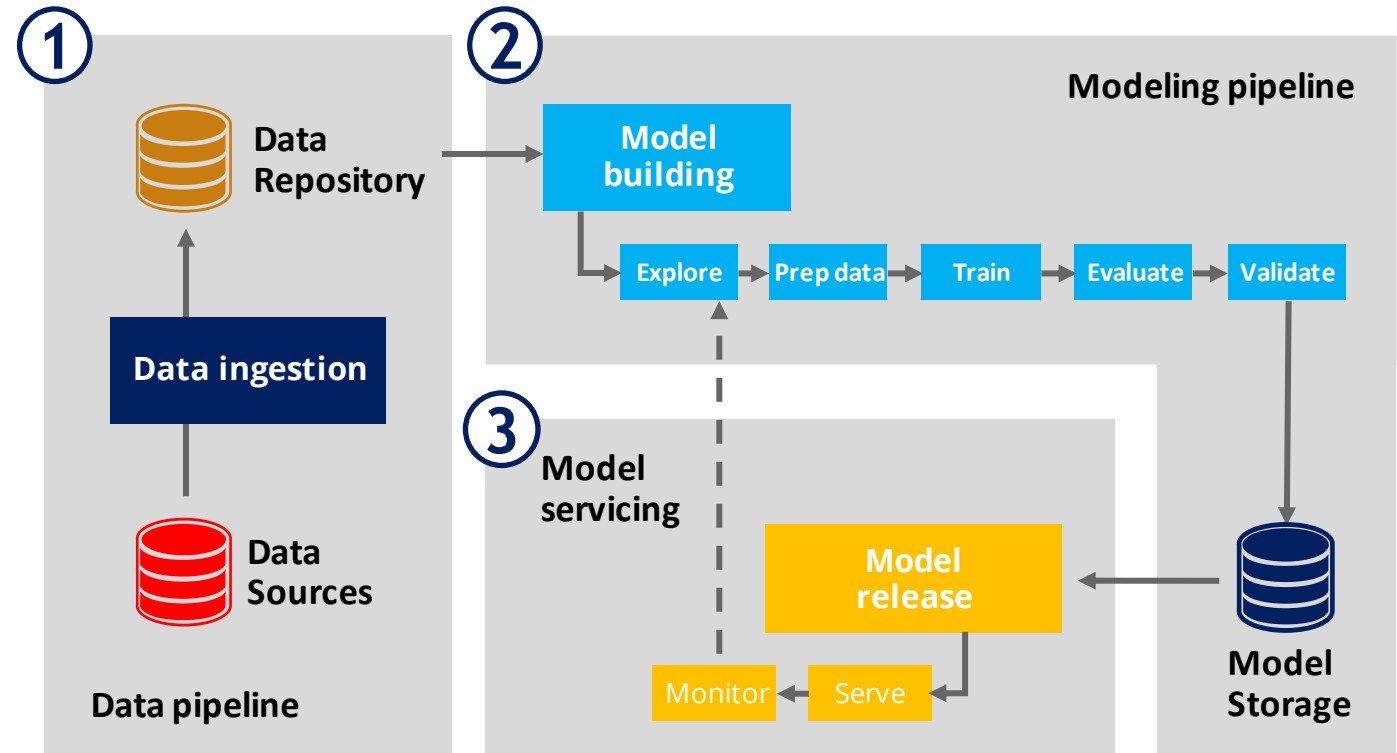 1
Data
Repository
Data ingestion
Data
Sources
Data pipeline
2
Modeling pipeline
Model
building
Explore
Prep data
Train
Evaluate
Validate
Model
Storage
3
Model
servicing
Model
release
Serve
Monitor